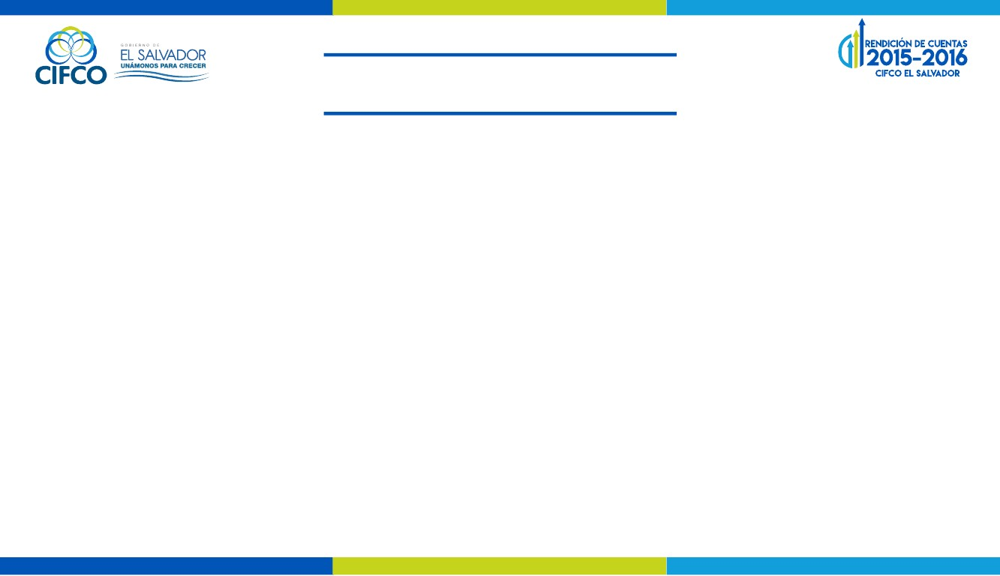 CIFCO
GOBIERNO DE
EL SALVADOR
UNÁMONOS PARA CRECER
RENDICIÓN DE CUENTAS
2015-2016
CIFCO EL SALVADOR